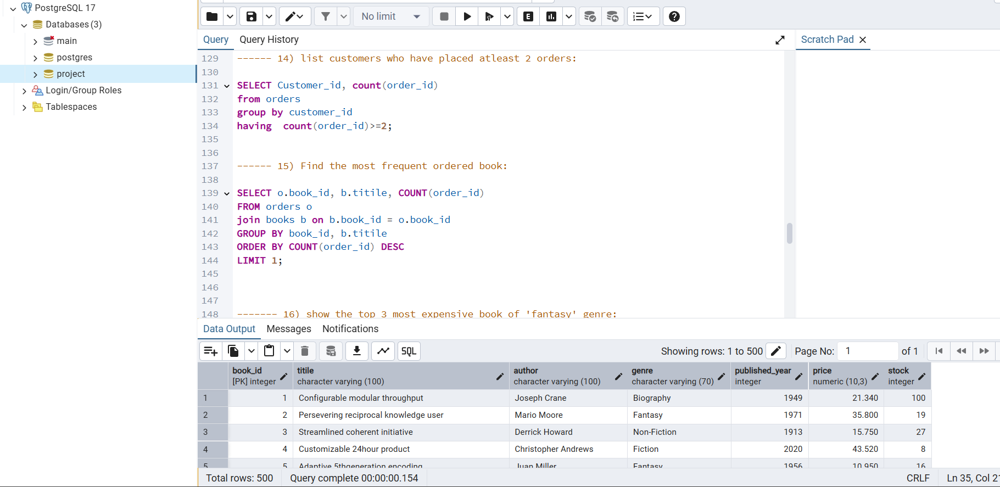 PostgreSQL 17
Databases (3)
main
postgres
project
Login/Group Roles
Tablespaces
No limit
Query
Query History
Scratch Pad
129 ------ 14) list customers who have placed atleast 2 orders:
130
131 SELECT Customer_id, count(order_id)
132 from orders
133 group by customer_id
134 having  count(order_id)>=2;
135
136
137 ------ 15) Find the most frequent ordered book:
138
139 SELECT o.book_id, b.titile, COUNT(order_id)
140 FROM orders o
141 join books b on b.book_id = o.book_id
142 GROUP BY book_id, b.titile
143 ORDER BY COUNT(order_id) DESC
144 LIMIT 1;
145
146
147
148 ------- 16) show the top 3 most expensive book of 'fantasy' genre:
Data Output
Messages
Notifications
SQL
Showing rows: 1 to 500
Page No: 1 of 1
book_id titile author genre published_year price stock
[PK] integer character varying (100) character varying (100) character varying (70) integer numeric (10,3) integer
1 1 Configurable modular throughput Joseph Crane Biography 1949 21.340 100
2 2 Persevering reciprocal knowledge user Mario Moore Fantasy 1971 35.800 19
3 3 Streamlined coherent initiative Derrick Howard Non-Fiction 1913 15.750 27
4 4 Customizable 24hour product Christopher Andrews Fiction 2020 43.520 8
5 5 Adaptive 5thgeneration encoding Juan Miller Fantasy 1956 10.950 16
Total rows: 500
Query complete 00:00:00.154
CRLF
Ln 35, Col 21